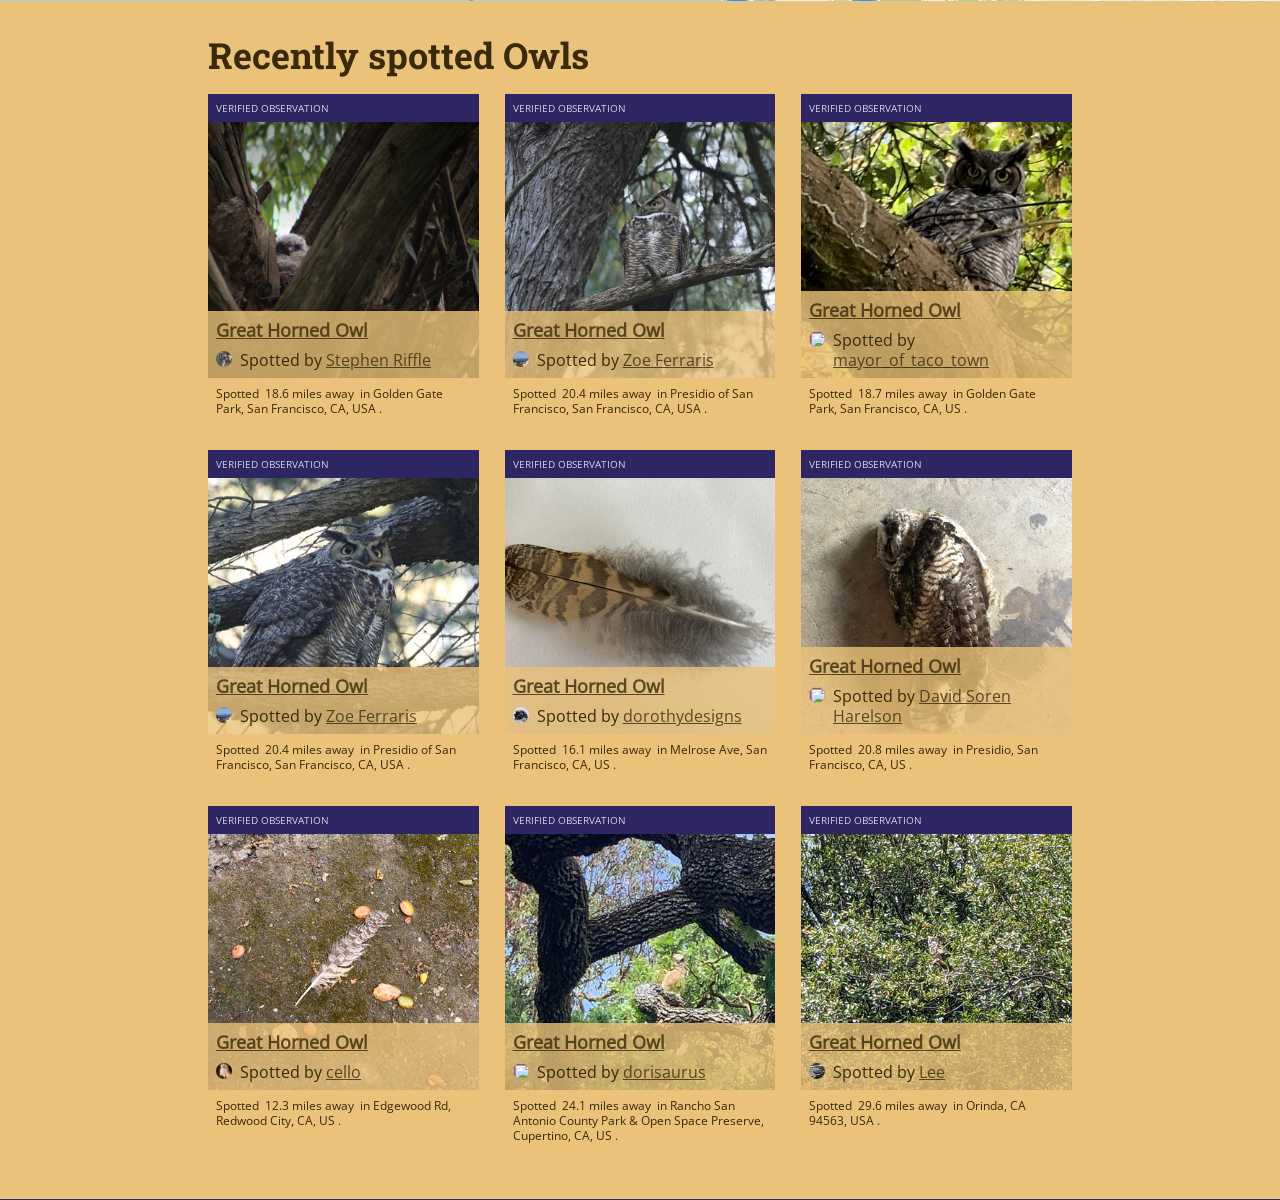 Recently spotted Owls
VERIFIED OBSERVATION
Great Horned Owl
Spotted by Stephen Riffle
Spotted 18.6 miles away in Golden Gate
Park, San Francisco, CA, USA .
VERIFIED OBSERVATION
Great Horned Owl
Spotted by Zoe Ferraris
Spotted 20.4 miles away in Presidio of San
Francisco, San Francisco, CA, USA .
VERIFIED OBSERVATION
Great Horned Owl
Spotted by
mayor_of_taco_town
Spotted 18.7 miles away in Golden Gate
Park, San Francisco, CA, US .
VERIFIED OBSERVATION
Great Horned Owl
Spotted by Zoe Ferraris
Spotted 20.4 miles away in Presidio of San
Francisco, San Francisco, CA, USA .
VERIFIED OBSERVATION
Great Horned Owl
Spotted by dorothydesigns
Spotted 16.1 miles away in Melrose Ave, San
Francisco, CA, US .
VERIFIED OBSERVATION
Great Horned Owl
Spotted by David Soren
Harelson
Spotted 20.8 miles away in Presidio, San
Francisco, CA, US .
VERIFIED OBSERVATION
Great Horned Owl
Spotted by cello
Spotted 12.3 miles away in Edgewood Rd,
Redwood City, CA, US .
VERIFIED OBSERVATION
Great Horned Owl
Spotted by dorisaurus
Spotted 24.1 miles away in Rancho San
Antonio County Park & Open Space Preserve,
Cupertino, CA, US .
VERIFIED OBSERVATION
Great Horned Owl
Spotted by Lee
Spotted 29.6 miles away in Orinda, CA
94563, USA .